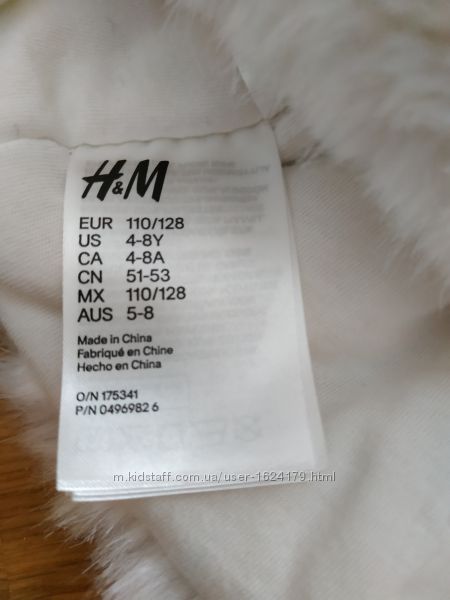 H&M
EUR 110/128
US 4-8Y
CA 4-8A
CN 51-53
MX 110/128
AUS 5-8
Made in China
Fabriqué en Chine
Hecho en China
O/N 175341
P/N 0496982 6
m.kidstaff.com.ua/user-1624179.html